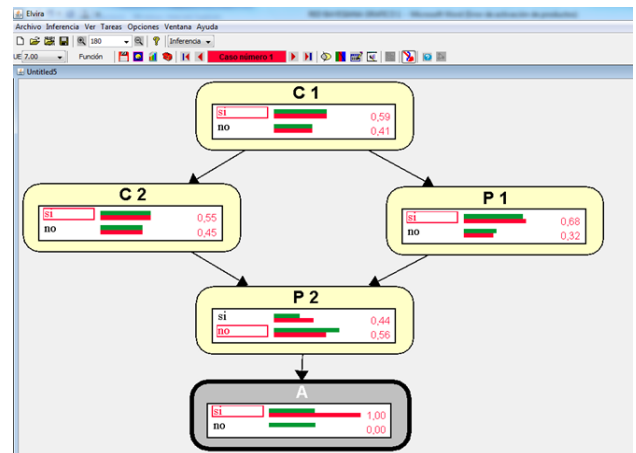 Elvira
Archivo Inferencia Ver Tareas Opciones Ventana Ayuda
180 Inferencia
UE 7.00 Función Caso número 1
Untitled5
C 1
si 0,59
no 0,41
C 2
si 0,55
no 0,45
P 1
si 0,68
no 0,32
P 2
si 0,44
no 0,56
A
si 1,00
no 0,00